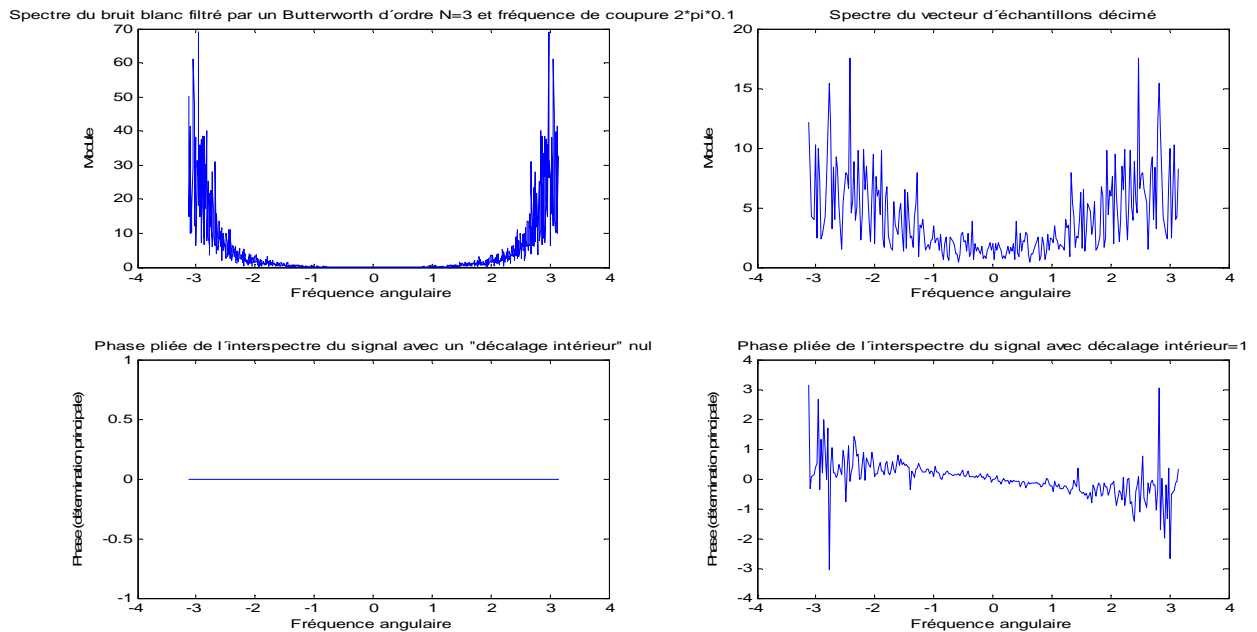 Spectre du bruit blanc filtré par un Butterworth d´ordre N=3 et fréquence de coupure 2*pi*0.1
70
60
50
40
30
20
10
0
Module
-4 -3 -2 -1 0 1 2 3 4
Fréquence angulaire
Spectre du vecteur d´échantillons décimé
20
15
10
5
0
Module
-4 -3 -2 -1 0 1 2 3 4
Fréquence angulaire
Phase pliée de l´interspectre du signal avec un "décalage intérieur" nul
1
0.5
0
-0.5
-1
Phase (détermination principale)
-4 -3 -2 -1 0 1 2 3 4
Fréquence angulaire
Phase pliée de l´interspectre du signal avec décalage intérieur=1
4
3
2
1
0
-1
-2
-3
-4
Phase (détermination principale)
-4 -3 -2 -1 0 1 2 3 4
Fréquence angulaire